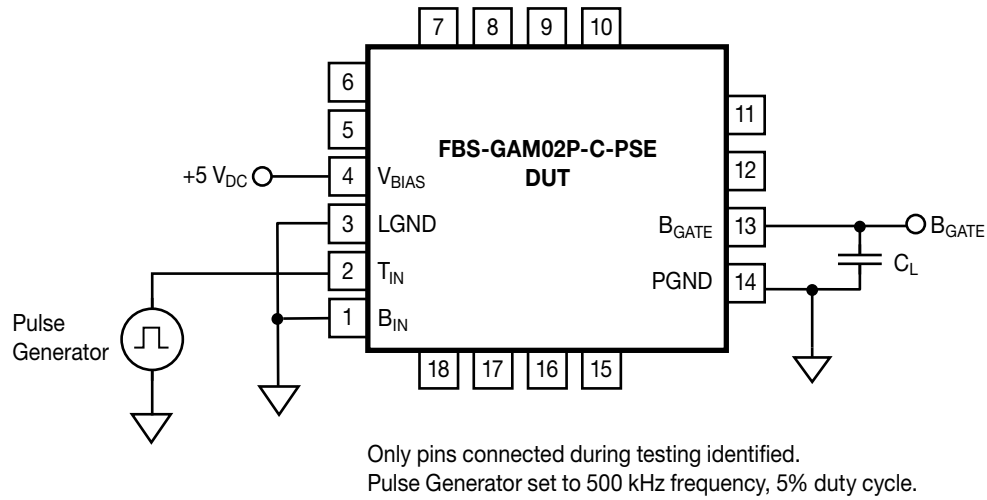 7 8 9 10
6
5
4
3
2
1
11
12
13
14
18 17 16 15
FBS-GAM02P-C-PSE
DUT
+5 VDC
VBIAS
LGND
TIN
BIN
BGATE
PGND
BGATE
CL
Pulse
Generator
Only pins connected during testing identified.
Pulse Generator set to 500 kHz frequency, 5% duty cycle.